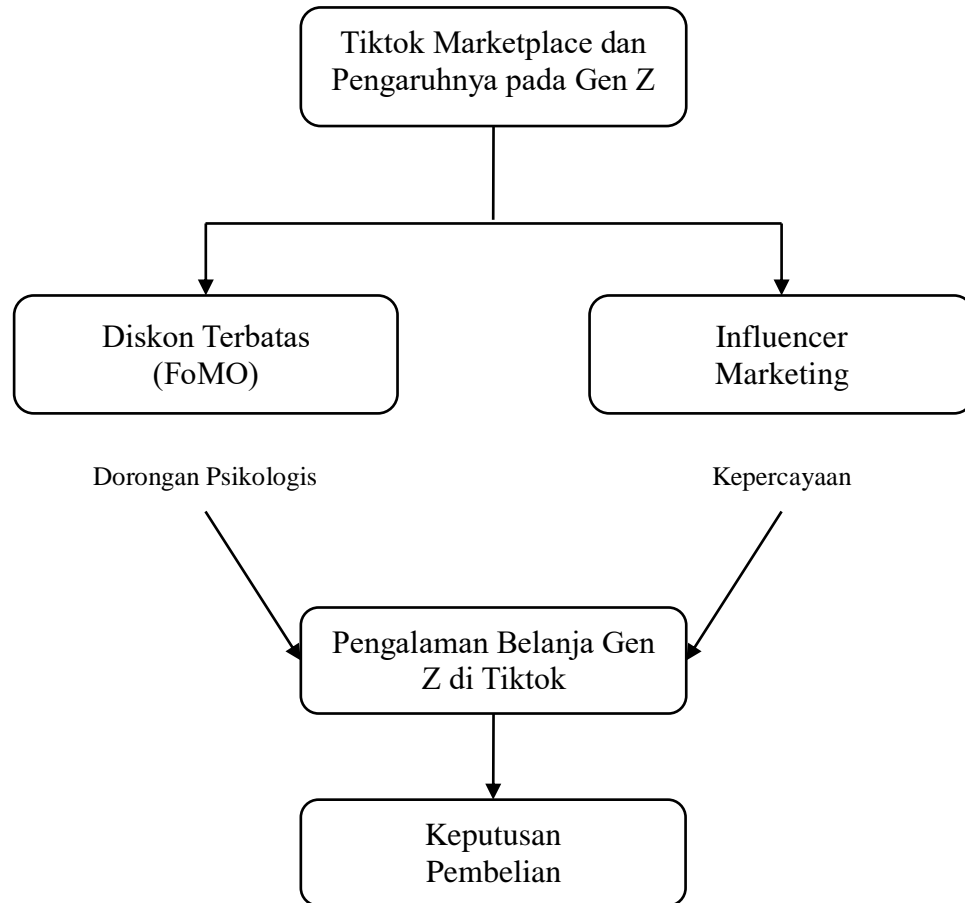 Tiktok Marketplace dan
Pengaruhnya pada Gen Z
Diskon Terbatas
(FoMO)
Influencer
Marketing
Dorongan Psikologis
Kepercayaan
Pengalaman Belanja Gen
Z di Tiktok
Keputusan
Pembelian